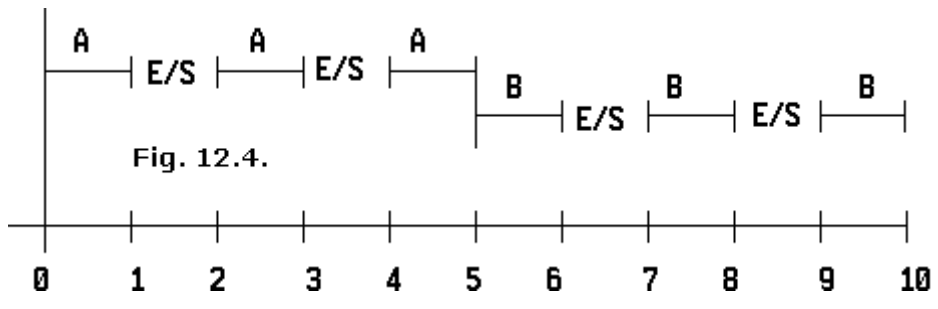 A A A
E/S E/S
B B B
E/S E/S
Fig. 12.4.
0 1 2 3 4 5 6 7 8 9 10